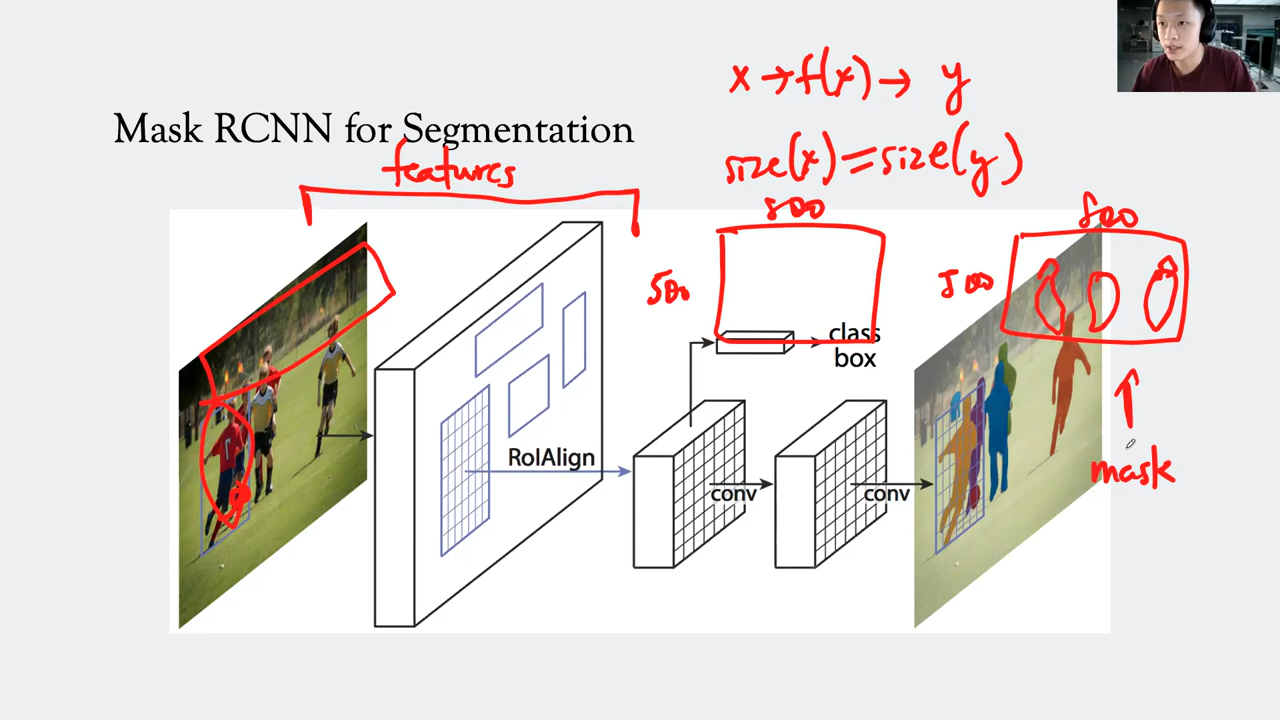 x → f(x) → y
Mask RCNN for Segmentation
size(x) = size(y)
features
800
800
500
500
class
box
RoIAlign
conv
conv
mask